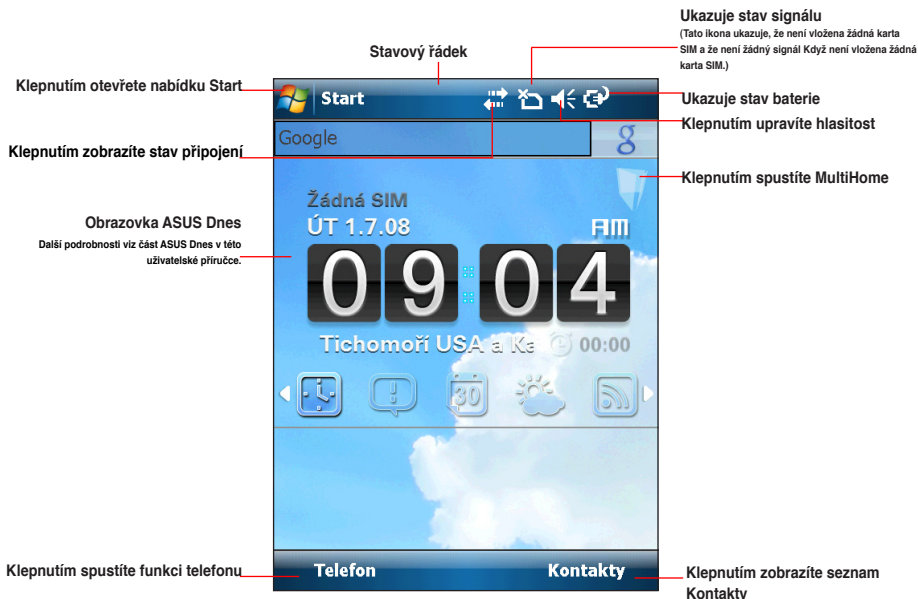 Ukazuje stav signálu
(Tato ikona ukazuje, že není vložena žádná karta
SIM a že není žádný signál Když není vložena žádná
karta SIM.)
Stavový řádek
Klepnutím otevřete nabídku Start
Start
Ukazuje stav baterie
Klepnutím upravíte hlasitost
Google
g
Klepnutím zobrazíte stav připojení
Klepnutím spustíte MultiHome
Žádná SIM
ÚT 1.7.08
AM
Obrazovka ASUS Dnes
Další podrobnosti viz část ASUS Dnes v této
uživatelské příručce.
09:04
Tichomoří USA a Ka
00:00
30
Telefon
Kontakty
Klepnutím spustíte funkci telefonu
Klepnutím zobrazíte seznam
Kontakty